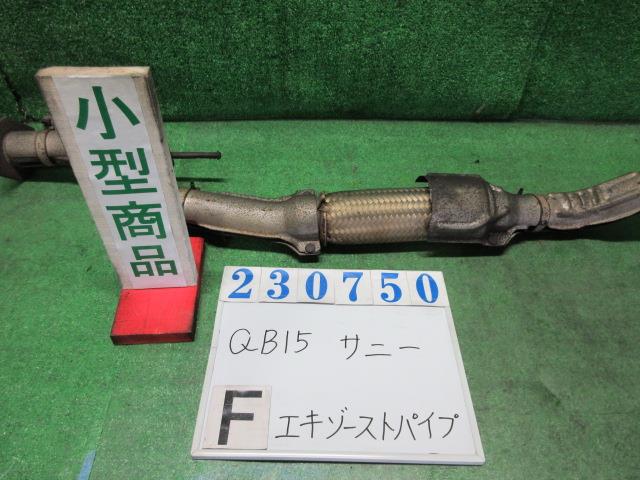 小型商品
230750
QB15 サニー
F
エキゾーストパイプ